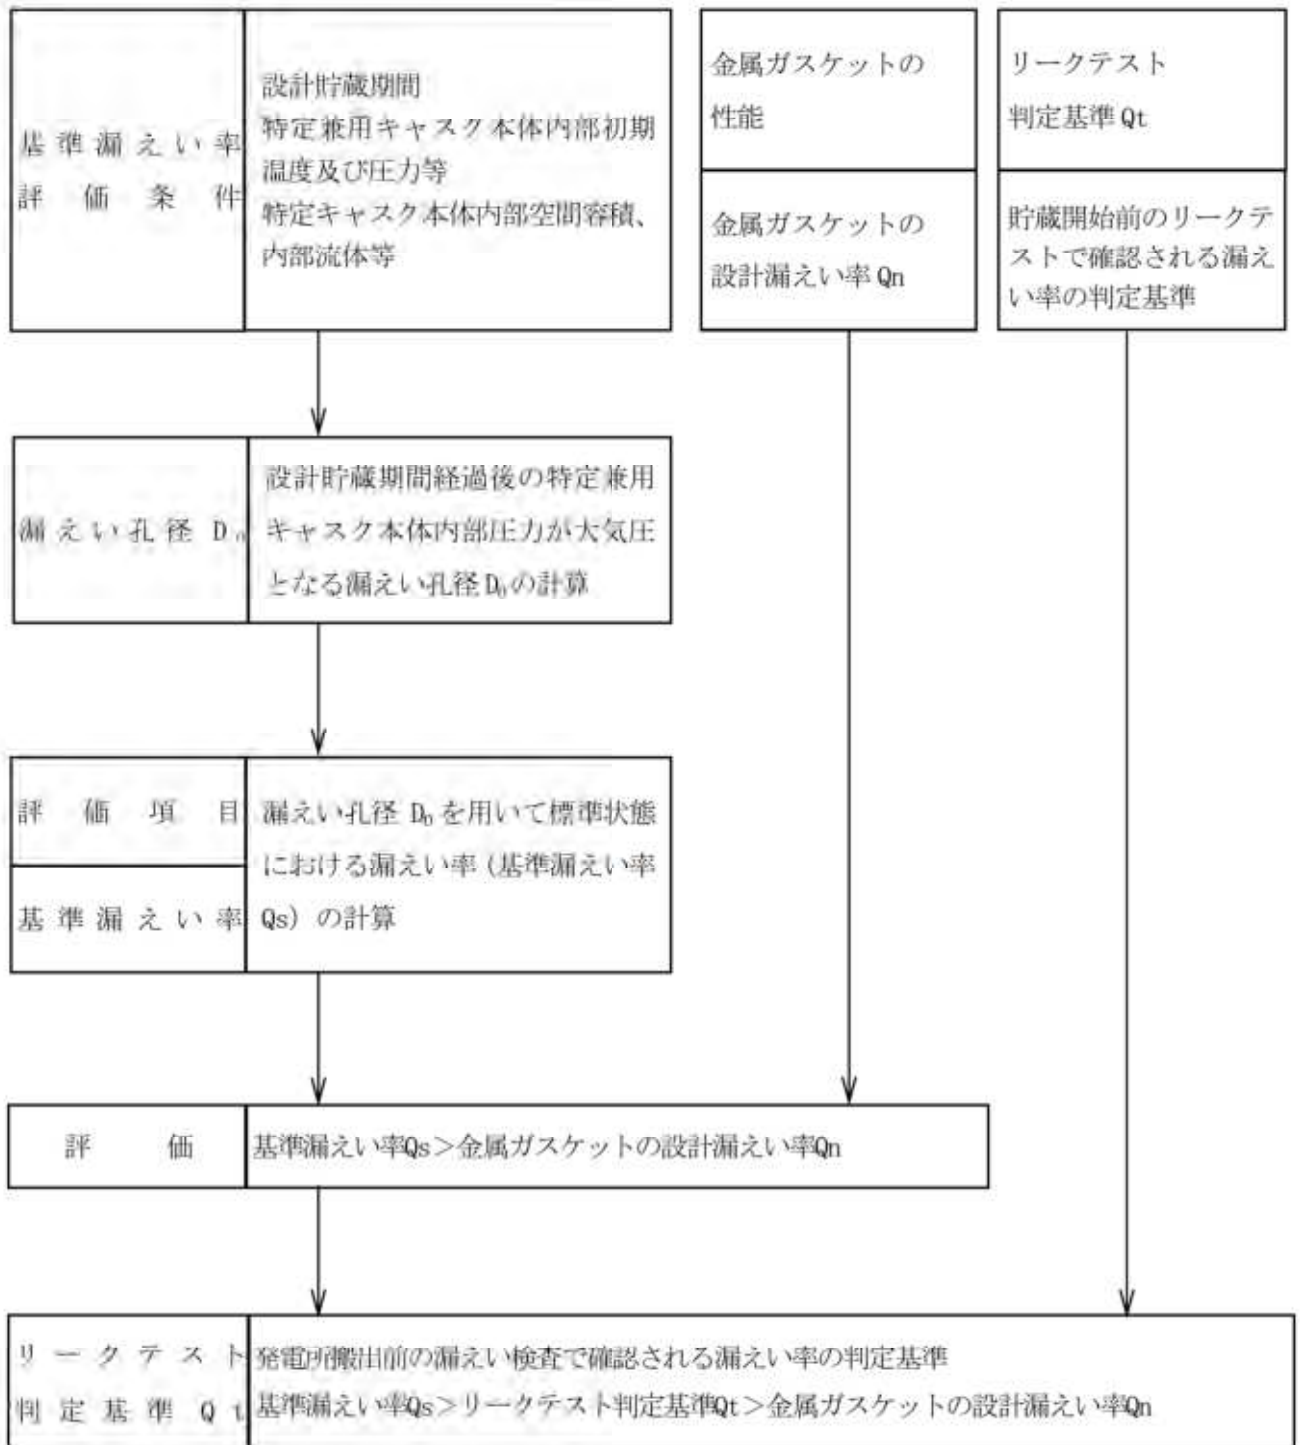 基準漏えい率
評価条件
設計貯蔵期間
特定兼用キャスク本体内部初期
温度及び圧力等
特定キャスク本体内部空間容積、
内部流体等
金属ガスケットの
性能
金属ガスケットの
設計漏えい率 Qn
リークテスト
判定基準 Qt
貯蔵開始前のリークテ
ストで確認される漏え
い率の判定基準
漏えい孔径 D₀
設計貯蔵期間経過後の特定兼用
キャスク本体内部圧力が大気圧
となる漏えい孔径 D₀の計算
評価項目
基準漏えい率
漏えい孔径 D₀を用いて標準状態
における漏えい率（基準漏えい率
Qs）の計算
評価
基準漏えい率Qs＞金属ガスケットの設計漏えい率Qn
リークテスト
判定基準 Qt
発電所搬出前の漏えい検査で確認される漏えい率の判定基準
基準漏えい率Qs＞リークテスト判定基準Qt＞金属ガスケットの設計漏えい率Qn